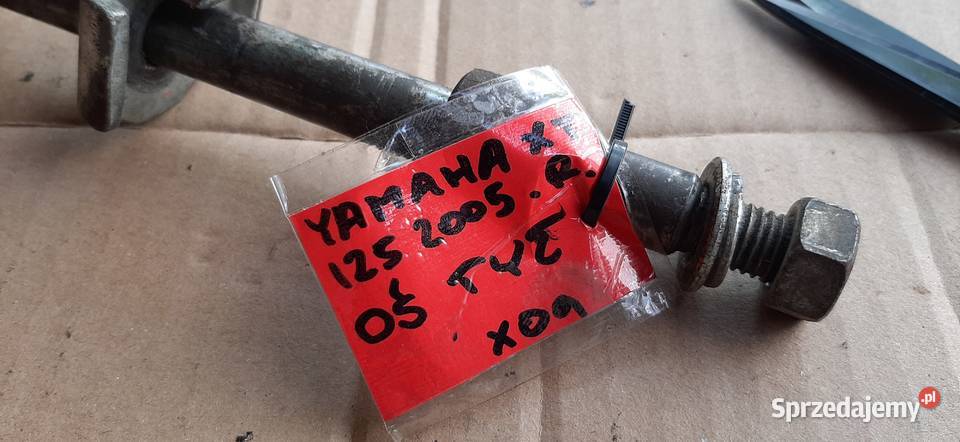 YAMAHA XT
125 2005.R.
OŚ TYŁ
X09
Sprzedajemy.pl